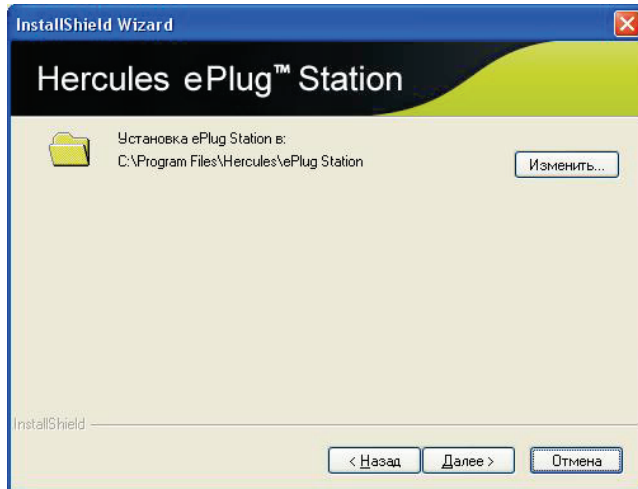 InstallShield Wizard
Hercules ePlug™ Station
Установка ePlug Station в:
C:\Program Files\Hercules\ePlug Station
Изменить...
InstallShield
< Назад
Далее >
Отмена